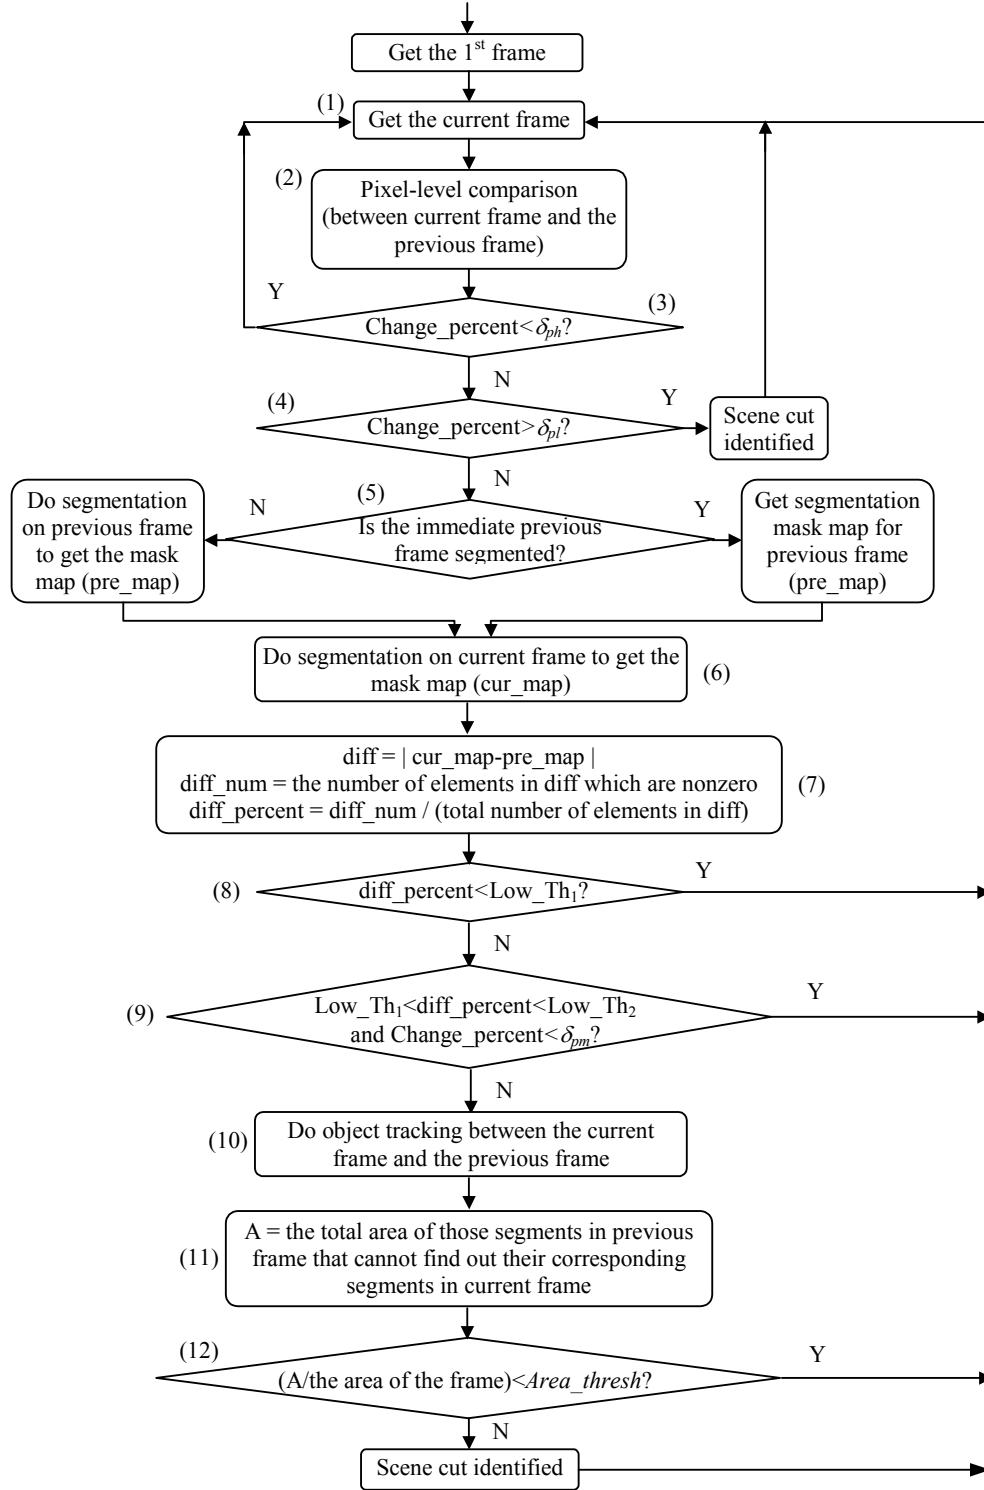 Get the 1st frame
(1)
Get the current frame
(2)
Pixel-level comparison
(between current frame and the
previous frame)
Y
(3)
Change_percent<δph?
N
(4)
Y
Change_percent>δpl?
Scene cut
identified
N
(5)
Do segmentation
on previous frame
to get the mask
map (pre_map)
N
Is the immediate previous
frame segmented?
Y
Get segmentation
mask map for
previous frame
(pre_map)
Do segmentation on current frame to get the
mask map (cur_map)
(6)
diff = | cur_map-pre_map |
diff_num = the number of elements in diff which are nonzero
diff_percent = diff_num / (total number of elements in diff)
(7)
Y
(8)
diff_percent<Low_Th1?
N
Y
(9)
Low_Th1<diff_percent<Low_Th2
and Change_percent<δpm?
N
(10)
Do object tracking between the current
frame and the previous frame
(11)
A = the total area of those segments in previous
frame that cannot find out their corresponding
segments in current frame
(12)
Y
(A/the area of the frame)<Area_thresh?
N
Scene cut identified